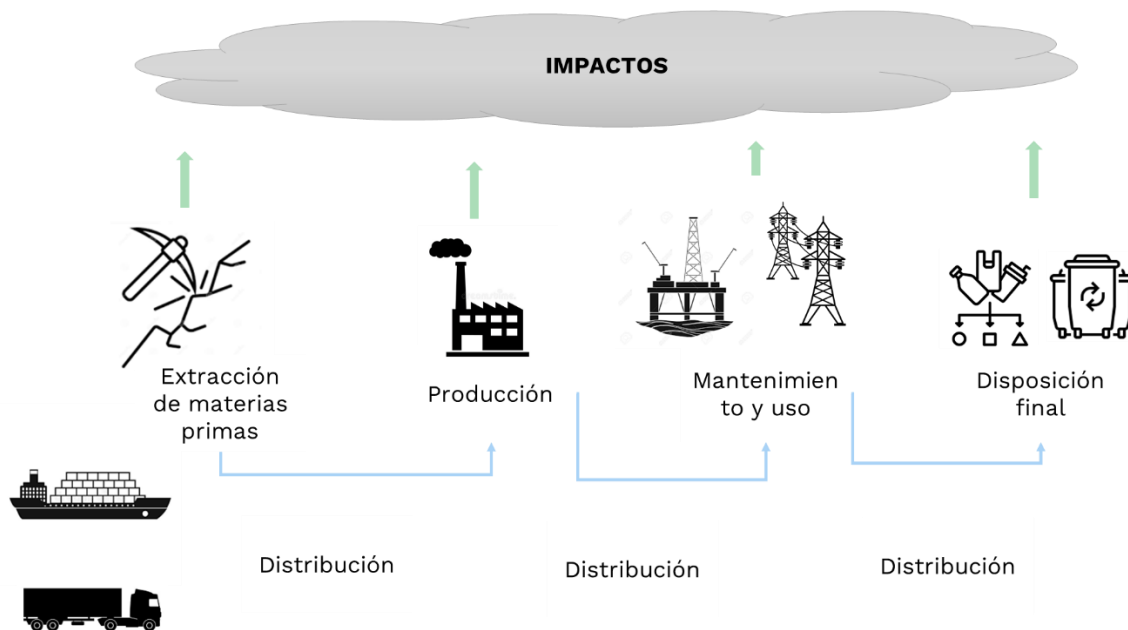 IMPACTOS
Extracción
de materias
primas
Producción
Mantenimien
to y uso
Disposición
final
Distribución
Distribución
Distribución